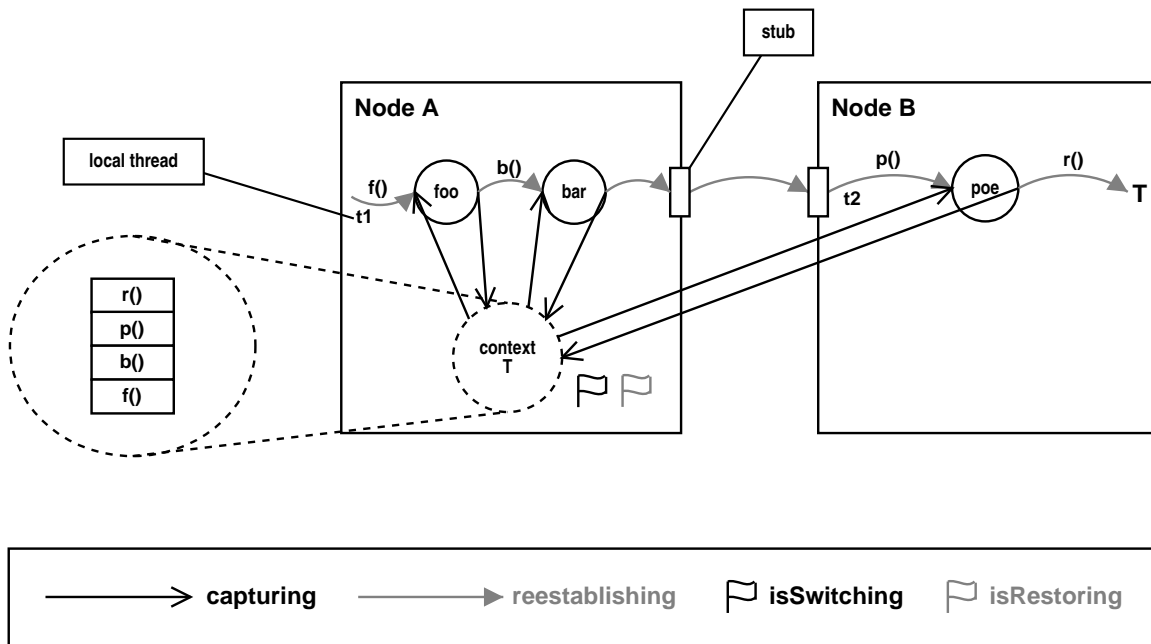 stub
Node A
Node B
local thread
f()
b()
p()
r()
foo
bar
poe
t1
t2
T
r()
p()
b()
f()
context
T
capturing
reestablishing
isSwitching
isRestoring